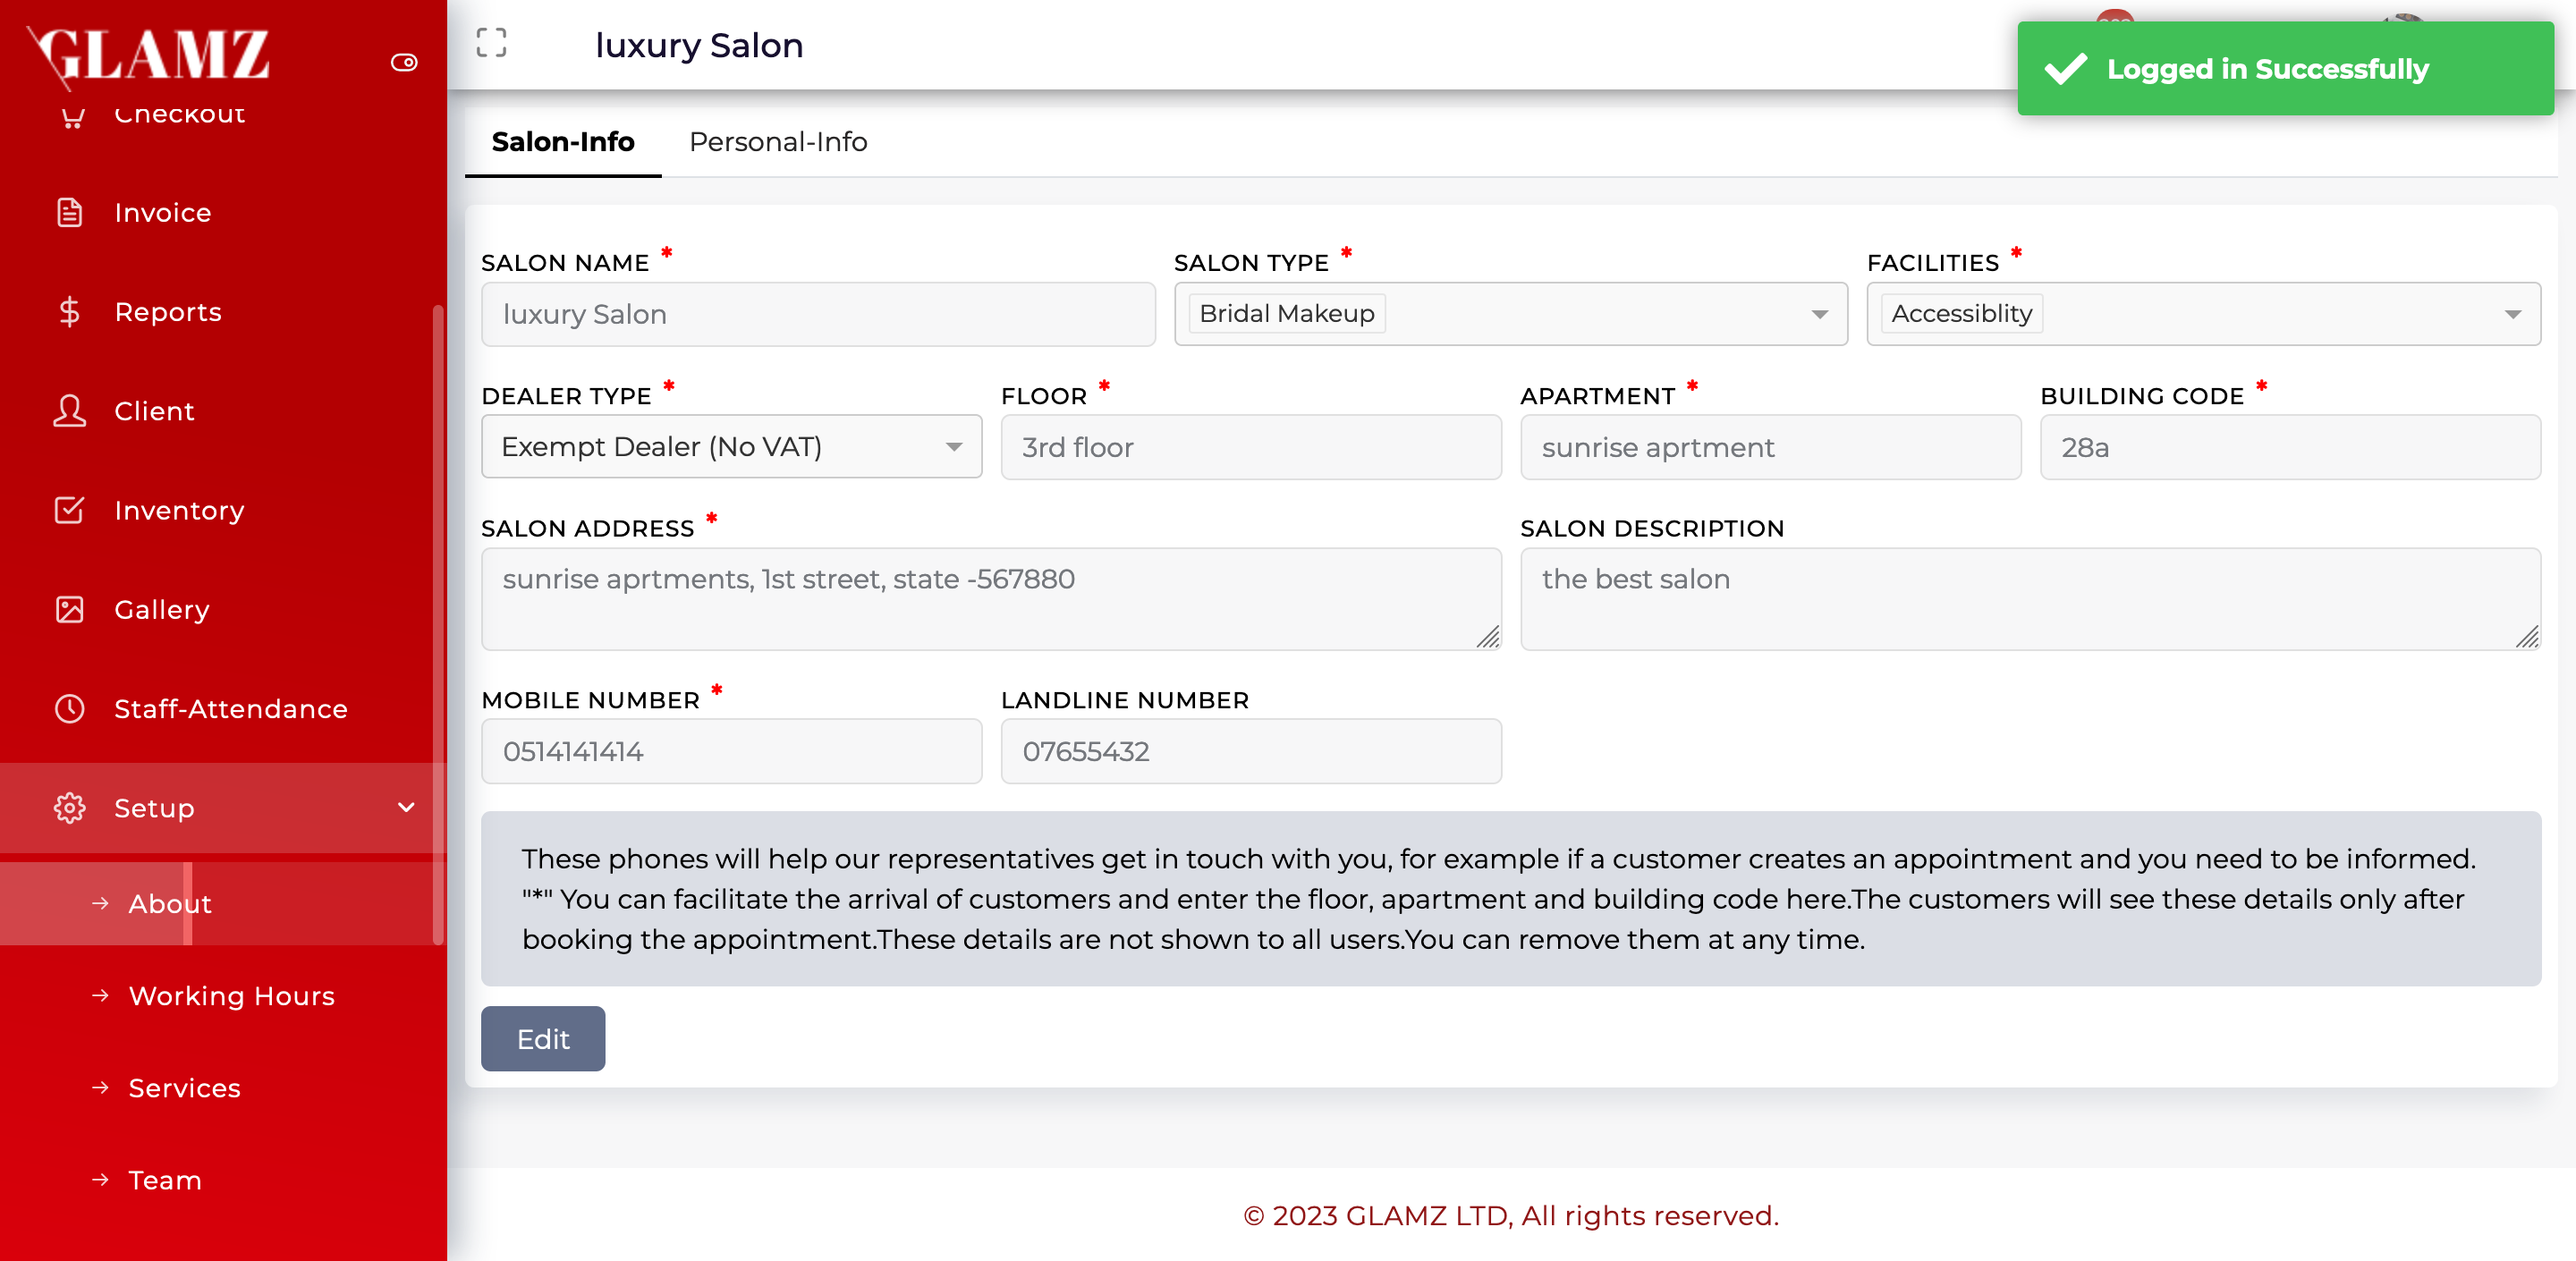 GLAMZ
Checkout
Invoice
Reports
Client
Inventory
Gallery
Staff-Attendance
Setup
About
Working Hours
Services
Team
luxury Salon
Logged in Successfully
Salon-Info
Personal-Info
SALON NAME *
luxury Salon
SALON TYPE *
Bridal Makeup
FACILITIES *
Accessiblity
DEALER TYPE *
Exempt Dealer (No VAT)
FLOOR *
3rd floor
APARTMENT *
sunrise aprtment
BUILDING CODE *
28a
SALON ADDRESS *
sunrise aprtments, 1st street, state -567880
SALON DESCRIPTION
the best salon
MOBILE NUMBER *
0514141414
LANDLINE NUMBER
07655432
These phones will help our representatives get in touch with you, for example if a customer creates an appointment and you need to be informed.
"*" You can facilitate the arrival of customers and enter the floor, apartment and building code here.The customers will see these details only after
booking the appointment.These details are not shown to all users.You can remove them at any time.
Edit
© 2023 GLAMZ LTD, All rights reserved.